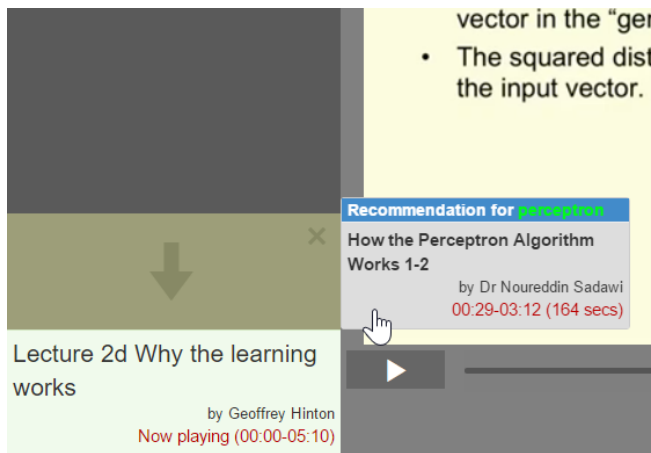 vector in the “ger
• The squared dist
the input vector.
Recommendation for perceptron
How the Perceptron Algorithm
Works 1-2
by Dr Noureddin Sadawi
00:29-03:12 (164 secs)
Lecture 2d Why the learning
works
by Geoffrey Hinton
Now playing (00:00-05:10)